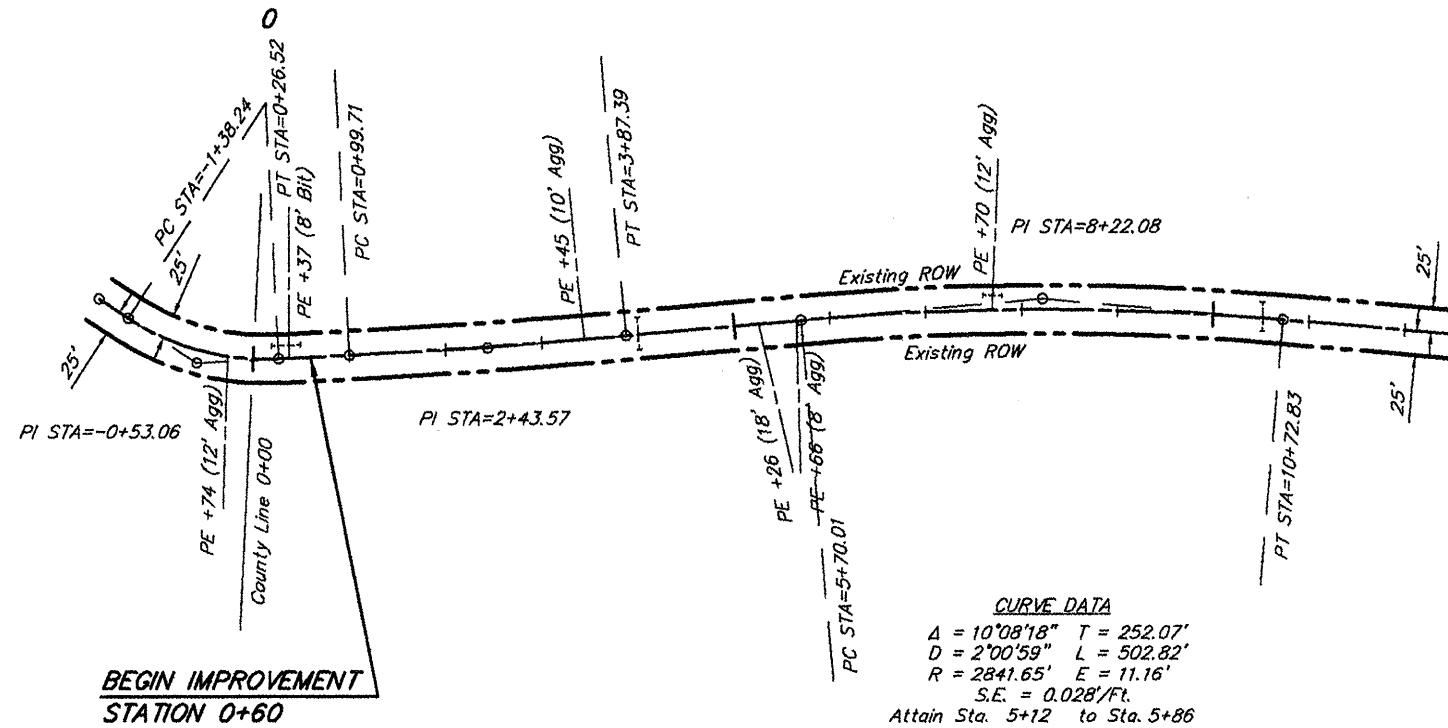 0
PC STA=-1+38.24
PT STA=0+26.52
PE +37 (8' Bit)
PC STA=0+99.71
PE +45 (10' Agg)
PT STA=3+87.39
PE +70 (12' Agg)
PI STA=8+22.08
25'
25'
Existing ROW
25'
Existing ROW
25'
PI STA=-0+53.06
PE +74 (12' Agg)
County Line 0+00
PI STA=2+43.57
PE +26 (18' Agg)
PE +66 (8' Agg)
PC STA=5+70.01
PT STA=10+72.83
BEGIN IMPROVEMENT
STATION 0+60
CURVE DATA
Δ = 10°08'18" T = 252.07'
D = 2°00'59" L = 502.82'
R = 2841.65' E = 11.16'
S.E. = 0.028'/Ft.
Attain Sta. 5+12 to Sta. 5+86